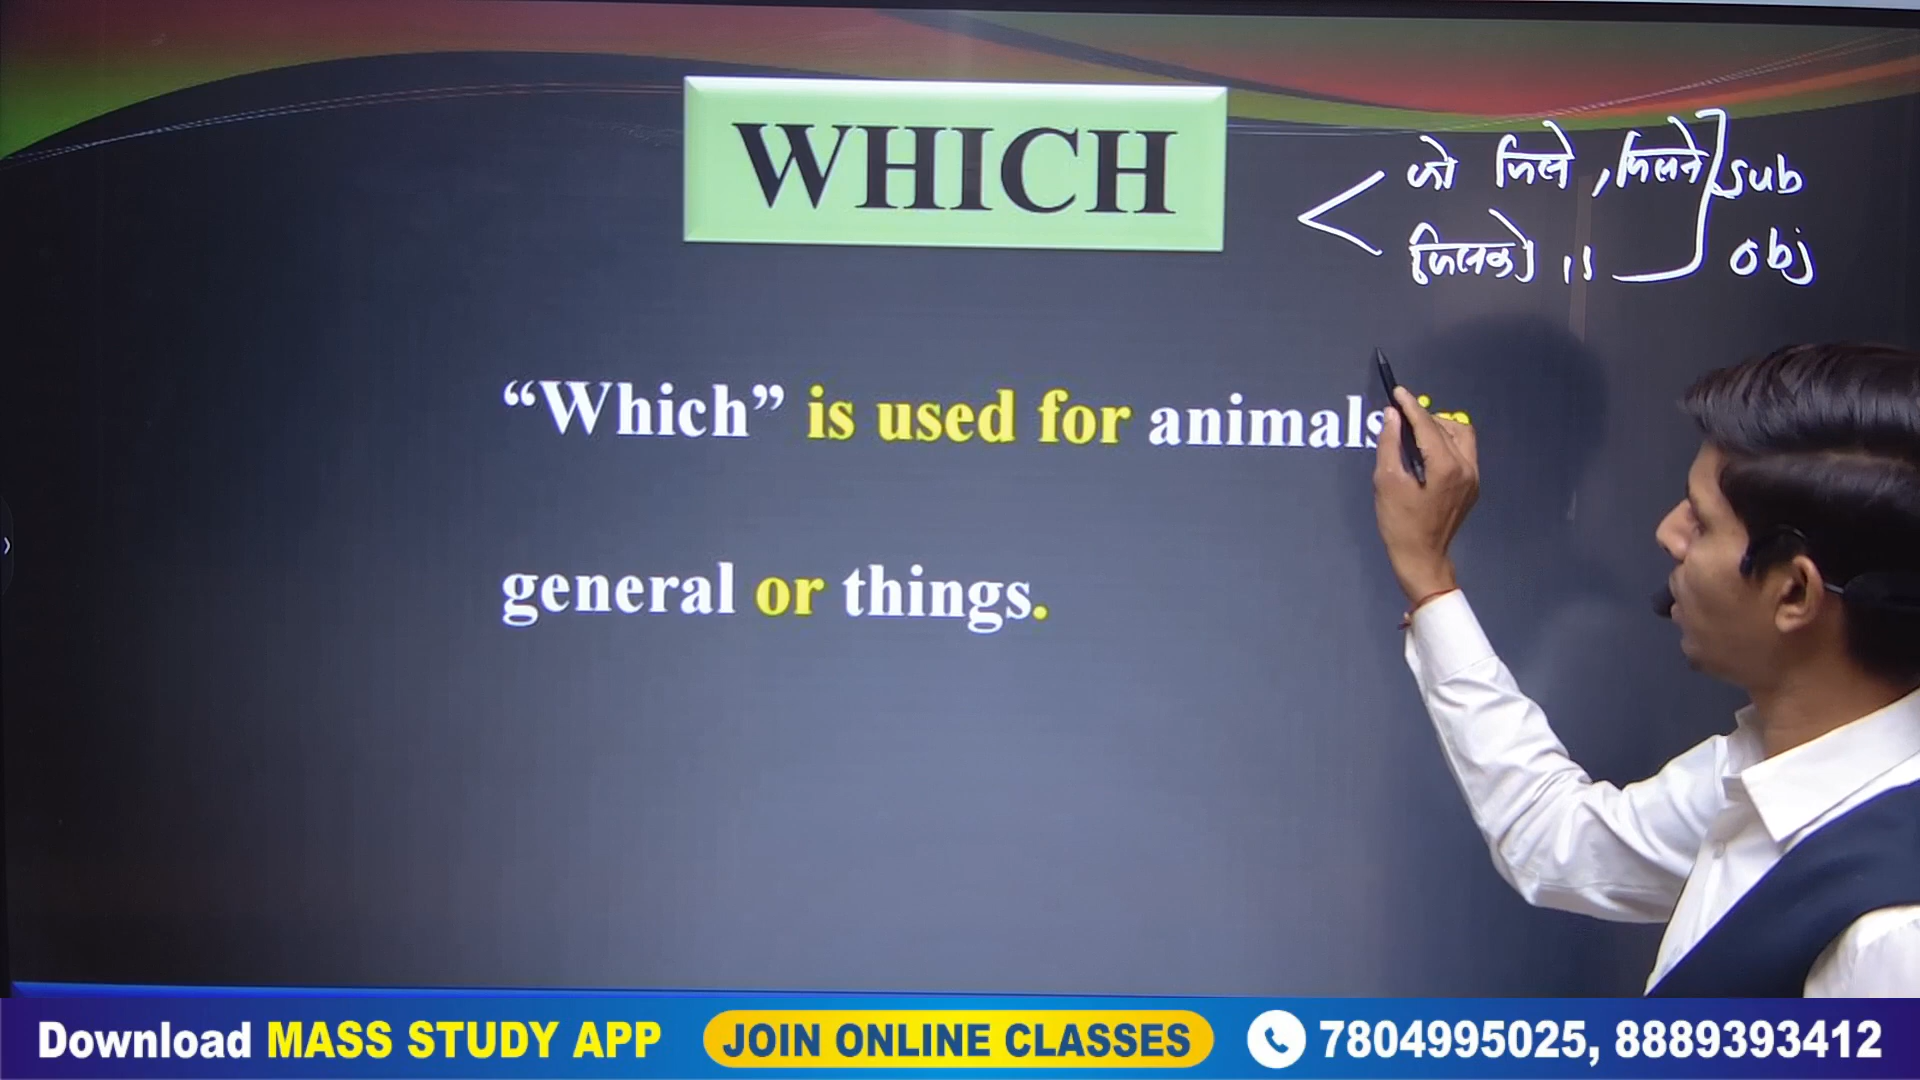 WHICH
जो जिसे , जिसने sub
जिसको ,, obj
“Which” is used for animals in
general or things.
Download MASS STUDY APP JOIN ONLINE CLASSES 7804995025, 8889393412